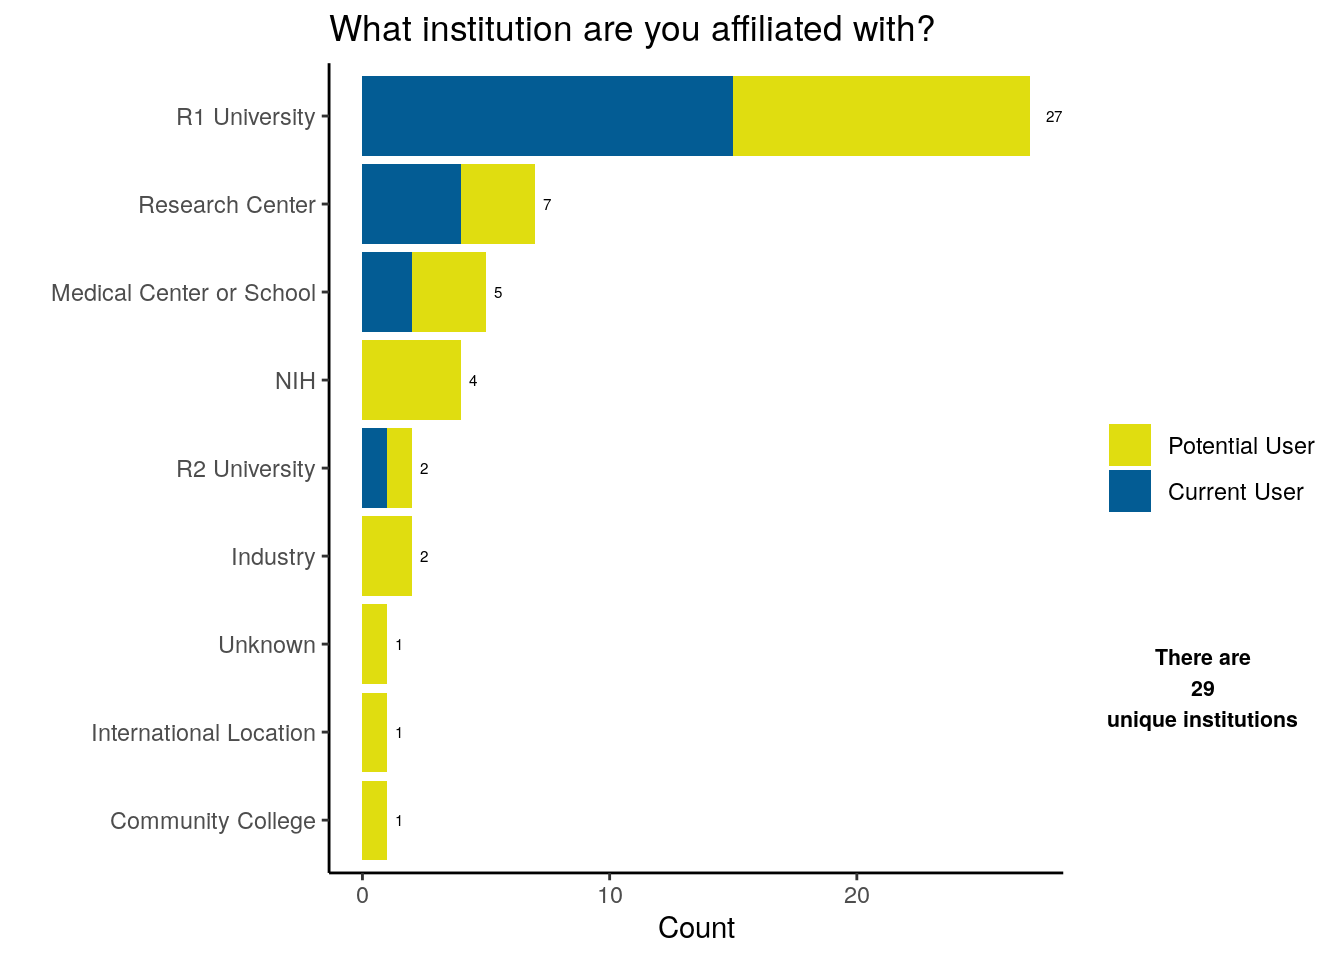 What institution are you affiliated with?
R1 University
27
Research Center
7
Medical Center or School
5
NIH
4
R2 University
2
Industry
2
Unknown
1
International Location
1
Community College
1
0
10
20
Count
Potential User
Current User
There are
29
unique institutions